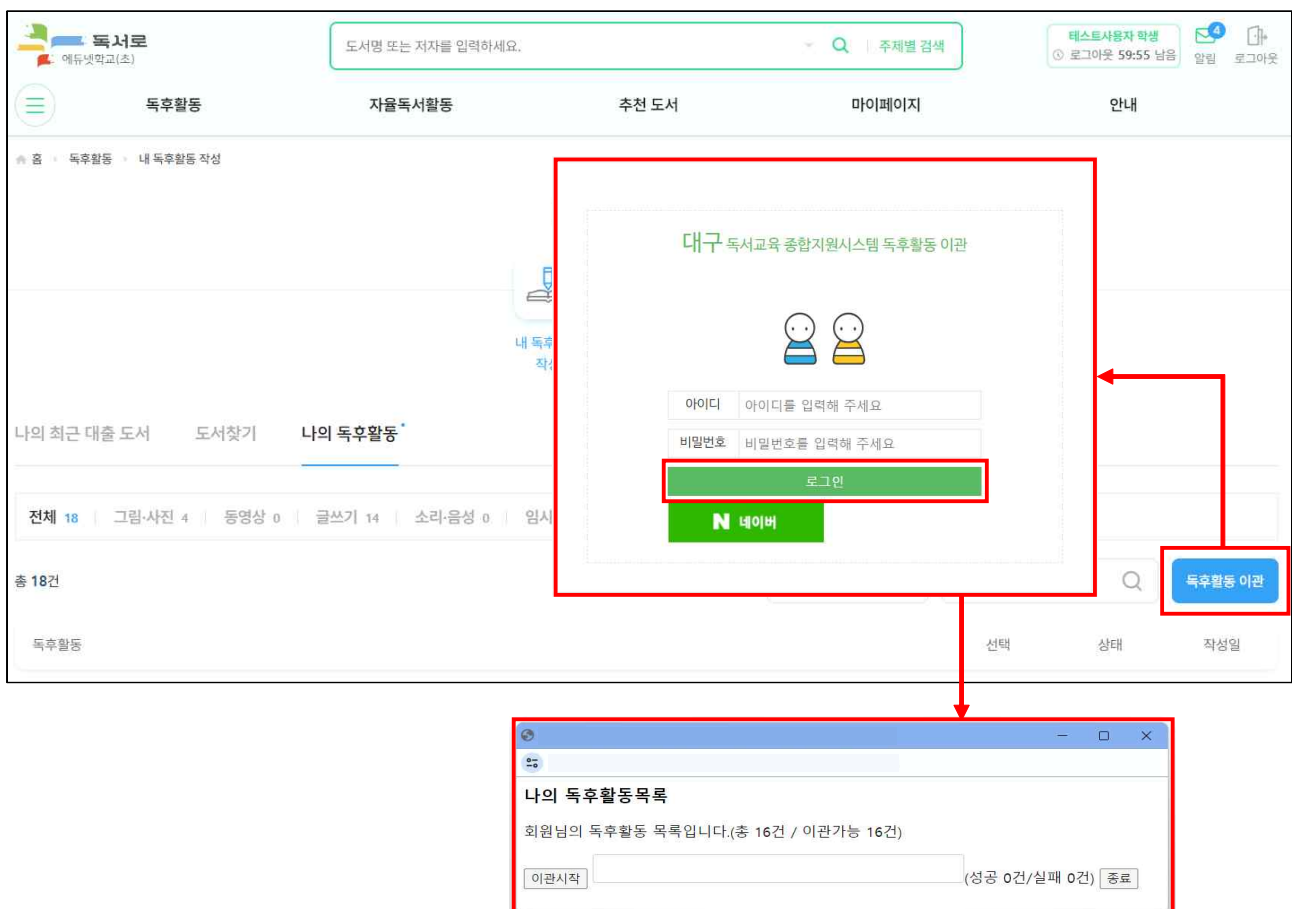 독서로
에듀넷학교(초)
도서명 또는 저자를 입력하세요.
주제별 검색
테스트사용자 학생
로그아웃 59:55 남음
4
알림
로그아웃
독후활동
자율독서활동
추천 도서
마이페이지
안내
홈
독후활동
내 독후활동 작성
대구 독서교육 종합지원시스템 독후활동 이관
내 독후
아이디
아이디를 입력해 주세요
비밀번호
비밀번호를 입력해 주세요
로그인
N 네이버
나의 최근 대출 도서
도서찾기
나의 독후활동
전체 18
그림·사진 4
동영상 0
글쓰기 14
소리·음성 0
임시
총 18건
독후활동 이관
독후활동
선택
상태
작성일
나의 독후활동목록
회원님의 독후활동 목록입니다.(총 16건 / 이관가능 16건)
이관시작
(성공 0건/실패 0건)
종료